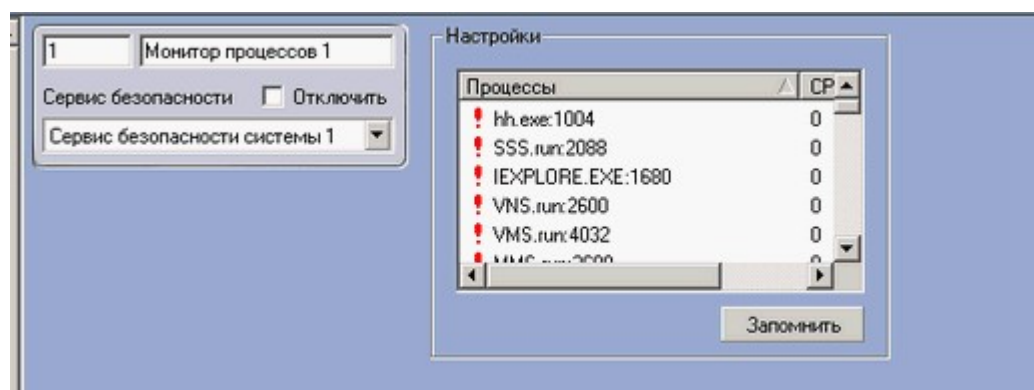 1 Монитор процессов 1
Сервис безопасности Отключить
Сервис безопасности системы 1
Настройки
Процессы CP
hh.exe:1004 0
SSS.run:2088 0
IEXPLORE.EXE:1680 0
VNS.run:2600 0
VMS.run:4032 0
Запомнить